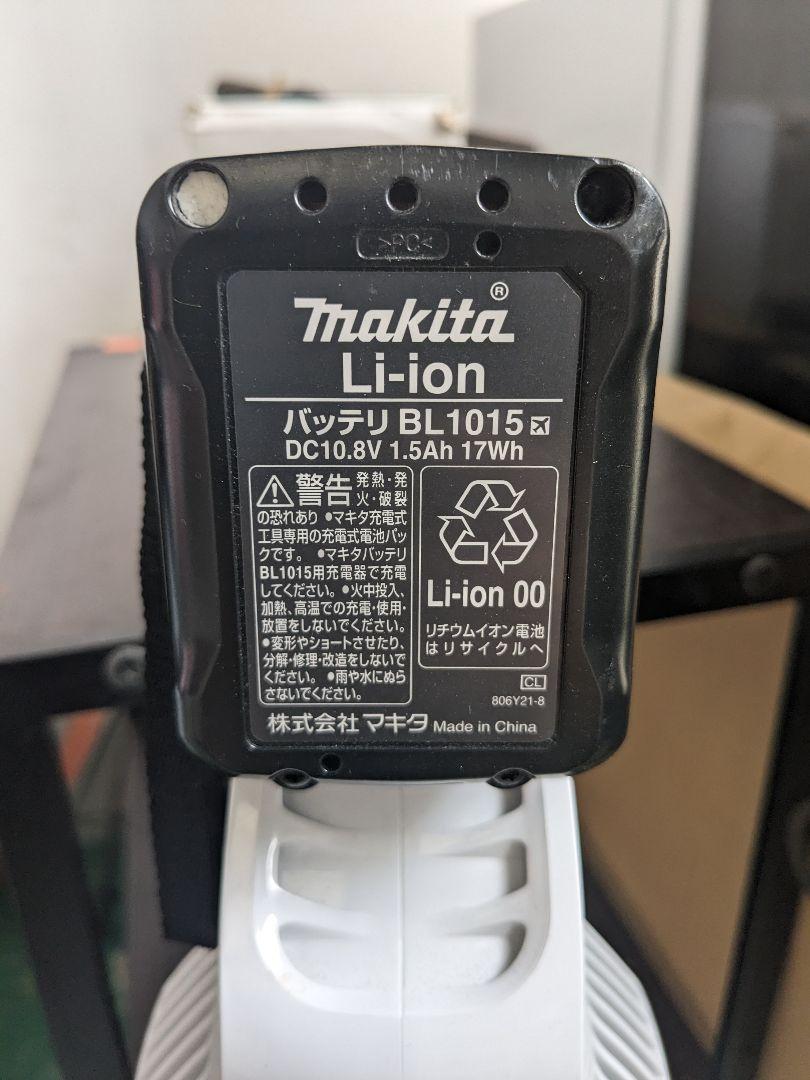 >PC<
makita®
Li-ion
バッテリ BL1015
DC10.8V 1.5Ah 17Wh
警告 発熱・発
火・破裂
の恐れあり ●マキタ充電式
工具専用の充電式電池パッ
クです。 ●マキタバッテリ
BL1015用充電器で充電
してください。●火中投入、
加熱、高温での充電・使用・
放置をしないでください。
●変形やショートさせたり、
分解・修理・改造をしないで
ください。 ●雨や水にぬら
さないでください。
Li-ion 00
リチウムイオン電池
はリサイクルへ
CL
806Y21-8
株式会社マキタ Made in China